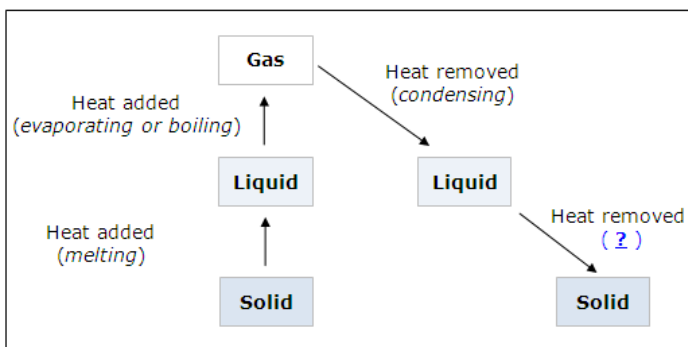 Gas
Heat removed
(condensing)
Heat added
(evaporating or boiling)
Liquid
Liquid
Heat removed
( ? )
Heat added
(melting)
Solid
Solid